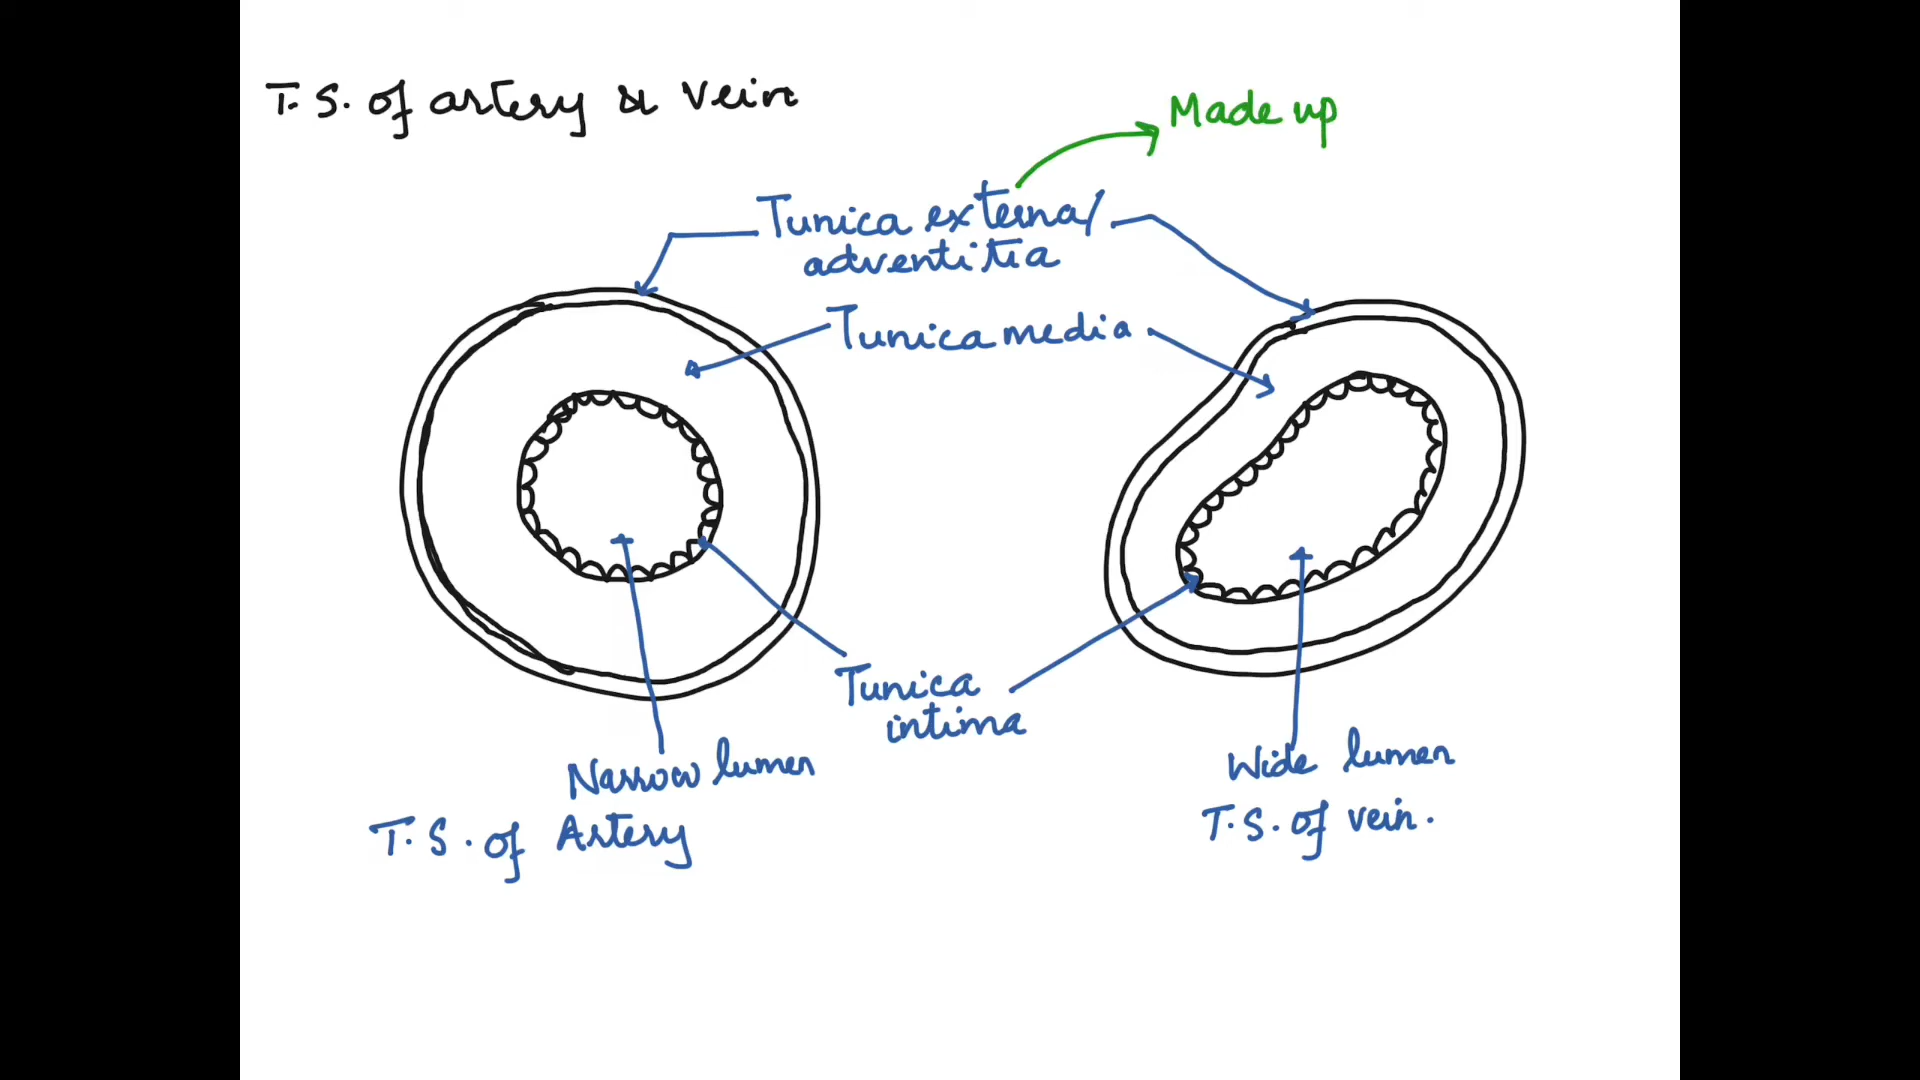 T.S. of artery & vein
Made up
Tunica externa/
adventitia
Tunica media
Tunica
intima
Narrow lumen
T.S. of Artery
Wide lumen
T.S. of vein.